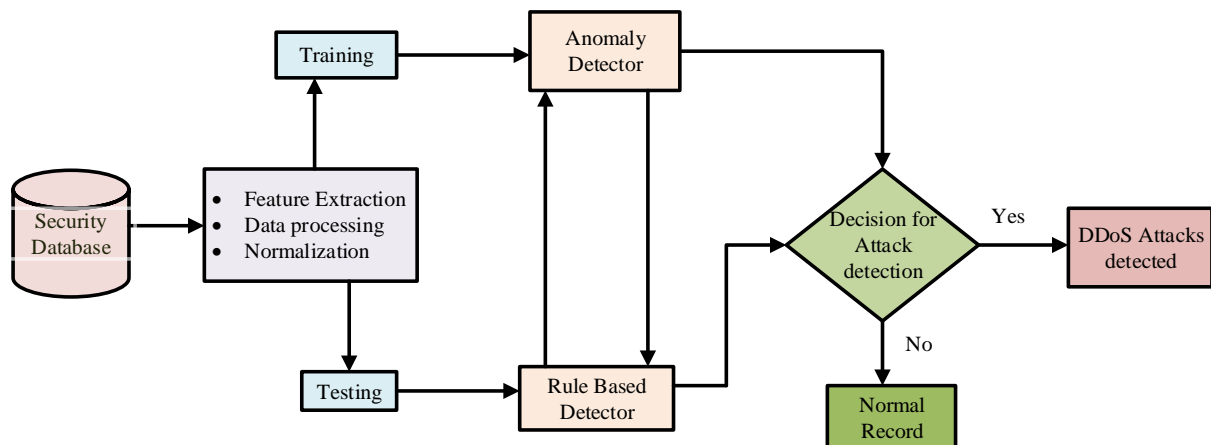 Training
Anomaly
Detector
Security
Database
• Feature Extraction
• Data processing
• Normalization
Decision for
Attack
detection
Yes
DDoS Attacks
detected
No
Testing
Rule Based
Detector
Normal
Record